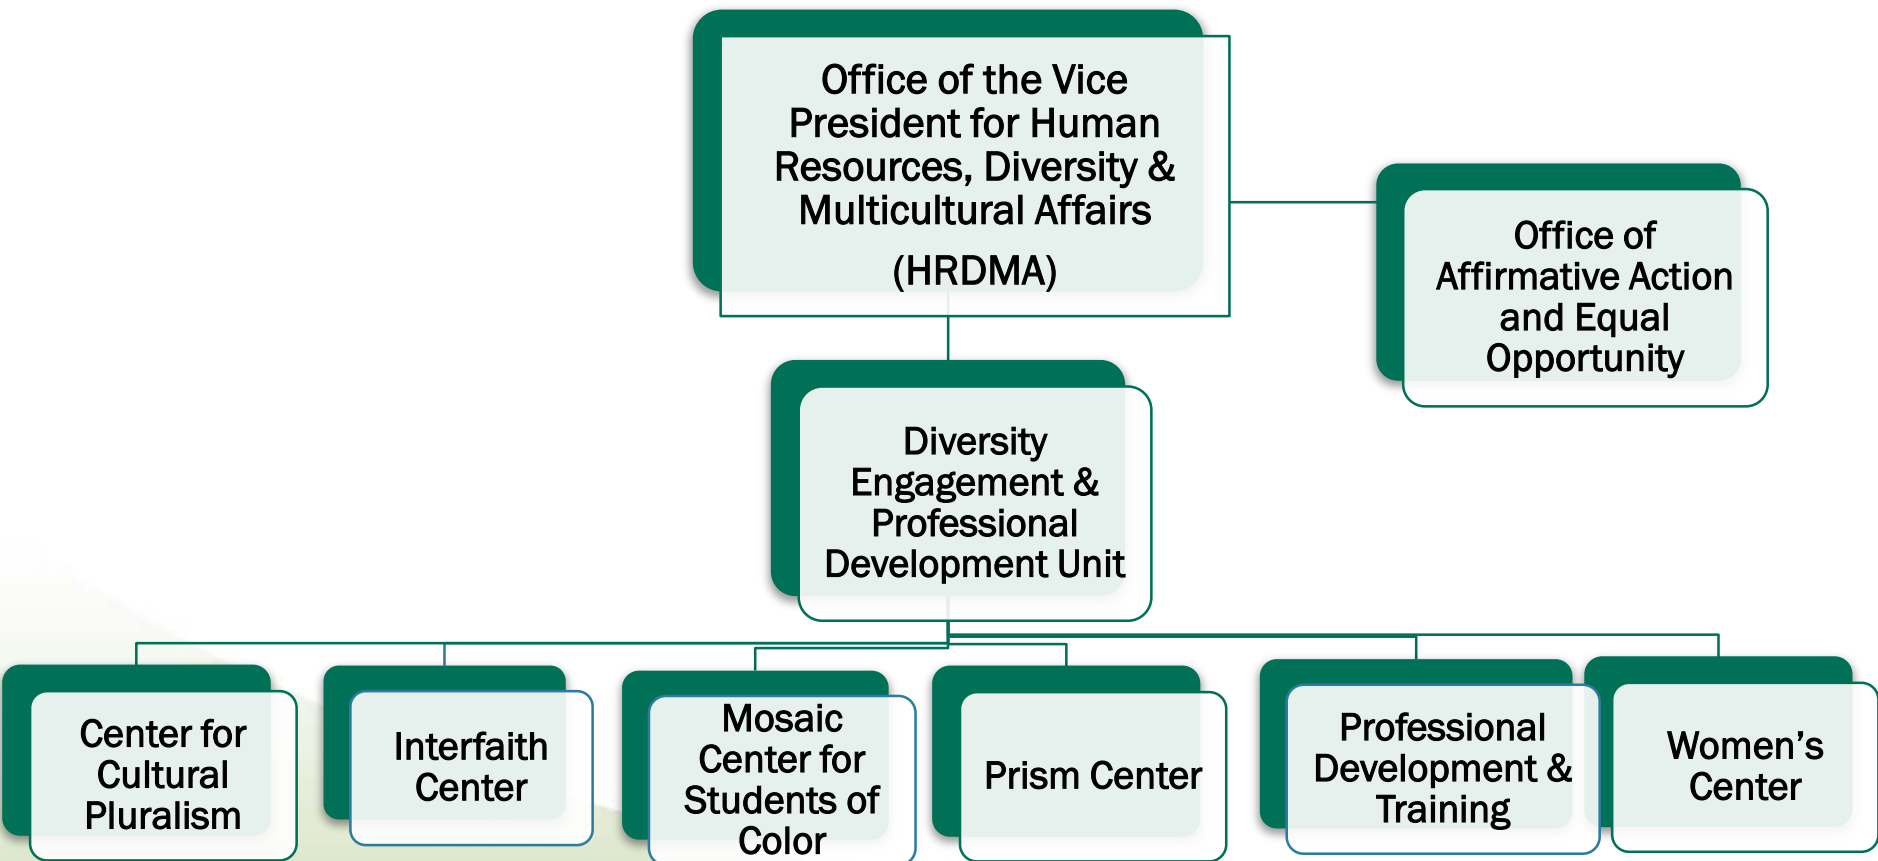 Office of the Vice
President for Human
Resources, Diversity &
Multicultural Affairs
(HRDMA)
Office of
Affirmative Action
and Equal
Opportunity
Diversity
Engagement &
Professional
Development Unit
Center for
Cultural
Pluralism
Interfaith
Center
Mosaic
Center for
Students of
Color
Prism Center
Professional
Development &
Training
Women’s
Center